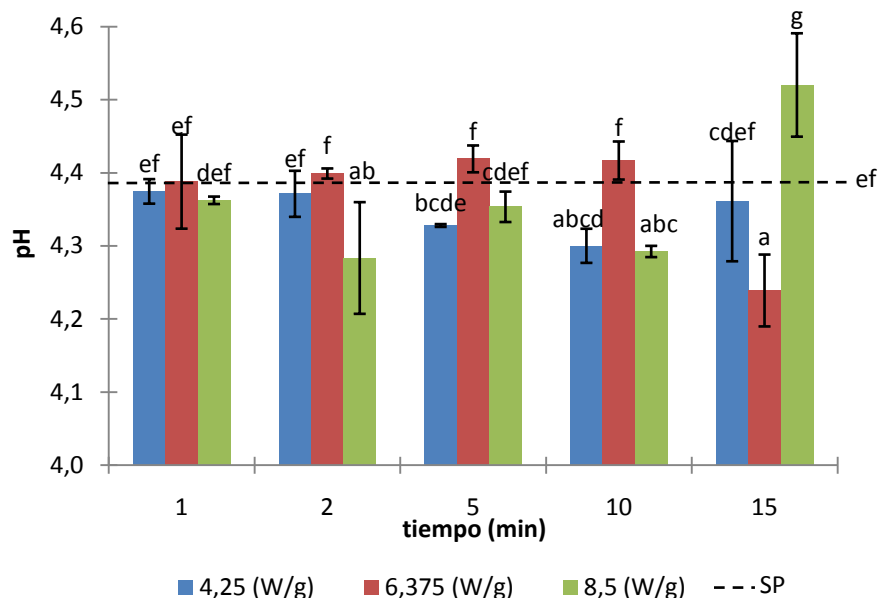 4,6
4,5
4,4
4,3
4,2
4,1
4,0
pH
ef
ef
def
ef
f
ab
bcde
f
cdef
abcd
f
abc
cdef
a
g
ef
1
2
5
10
15
tiempo (min)
4,25 (W/g)
6,375 (W/g)
8,5 (W/g)
SP